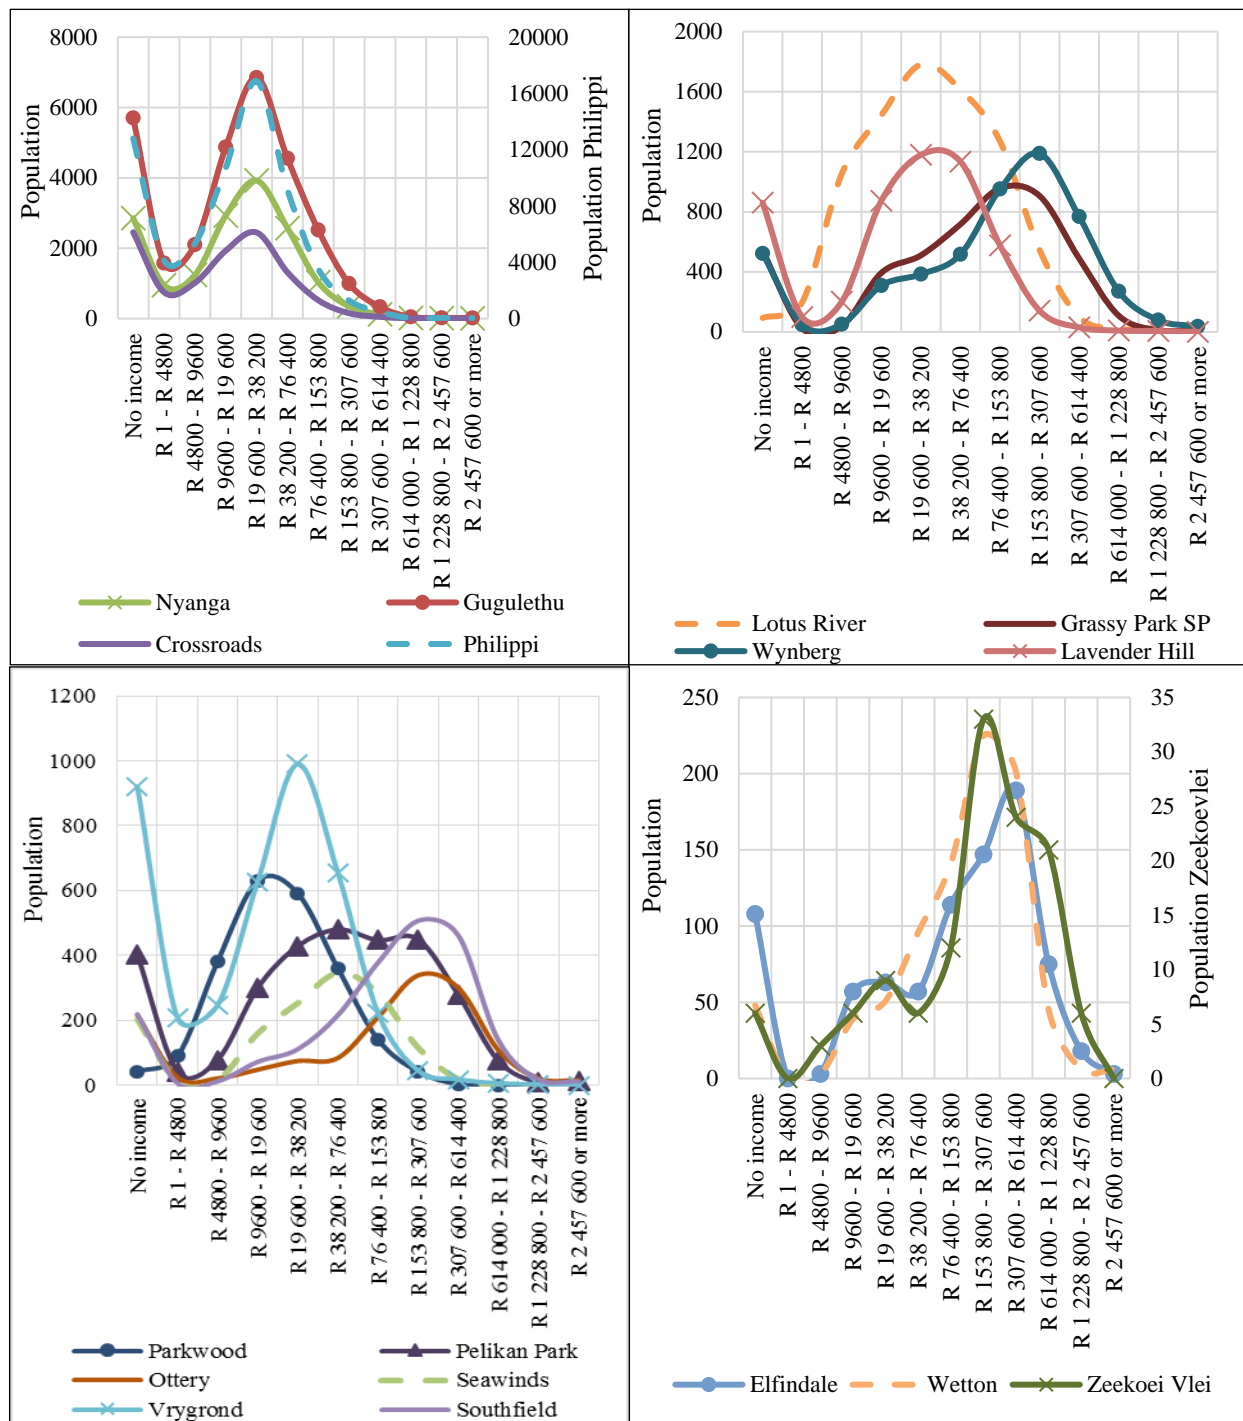 8000
6000
4000
2000
0
Population
20000
16000
12000
8000
4000
0
Population Philippi
No income
R 1 - R 4800
R 4800 - R 9600
R 9600 - R 19 600
R 19 600 - R 38 200
R 38 200 - R 76 400
R 76 400 - R 153 800
R 153 800 - R 307 600
R 307 600 - R 614 400
R 614 000 - R 1 228 800
R 1 228 800 - R 2 457 600
R 2 457 600 or more
Nyanga
Gugulethu
Crossroads
Philippi
2000
1600
1200
800
400
0
Population
No income
R 1 - R 4800
R 4800 - R 9600
R 9600 - R 19 600
R 19 600 - R 38 200
R 38 200 - R 76 400
R 76 400 - R 153 800
R 153 800 - R 307 600
R 307 600 - R 614 400
R 614 000 - R 1 228 800
R 1 228 800 - R 2 457 600
R 2 457 600 or more
Lotus River
Grassy Park SP
Wynberg
Lavender Hill
1200
1000
800
600
400
200
0
Population
No income
R 1 - R 4800
R 4800 - R 9600
R 9600 - R 19 600
R 19 600 - R 38 200
R 38 200 - R 76 400
R 76 400 - R 153 800
R 153 800 - R 307 600
R 307 600 - R 614 400
R 614 000 - R 1 228 800
R 1 228 800 - R 2 457 600
R 2 457 600 or more
Parkwood
Pelikan Park
Ottery
Seawinds
Vrygrond
Southfield
250
200
150
100
50
0
Population
35
30
25
20
15
10
5
0
Population Zeekoevlei
No income
R 1 - R 4800
R 4800 - R 9600
R 9600 - R 19 600
R 19 600 - R 38 200
R 38 200 - R 76 400
R 76 400 - R 153 800
R 153 800 - R 307 600
R 307 600 - R 614 400
R 614 000 - R 1 228 800
R 1 228 800 - R 2 457 600
R 2 457 600 or more
Elfindale
Wetton
Zeekoei Vlei